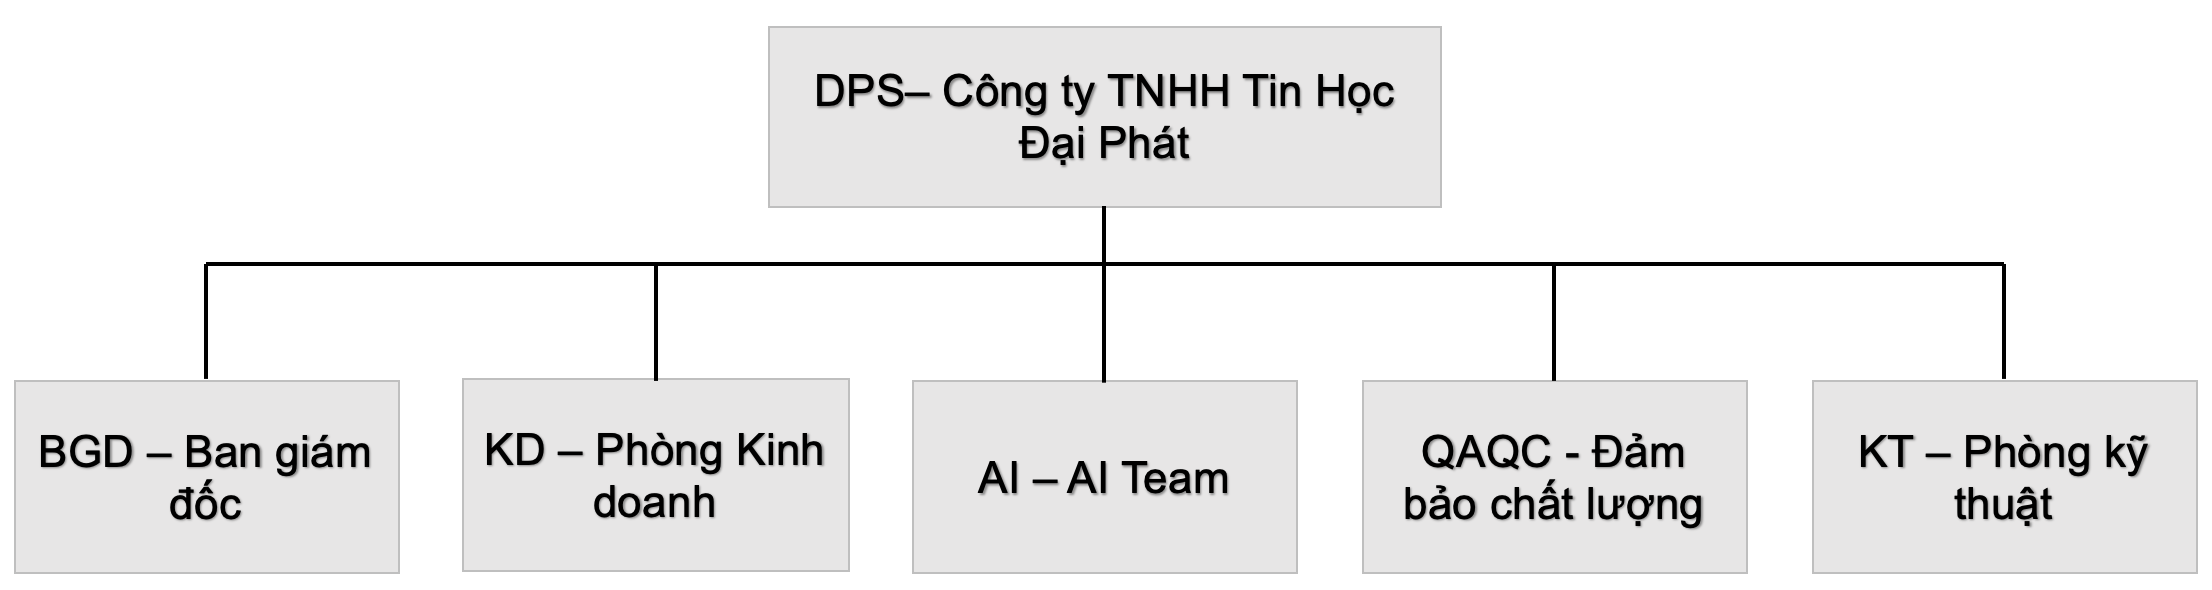 DPS– Công ty TNHH Tin Học
Đại Phát
BGD – Ban giám
đốc
KD – Phòng Kinh
doanh
AI – AI Team
QAQC - Đảm
bảo chất lượng
KT – Phòng kỹ
thuật